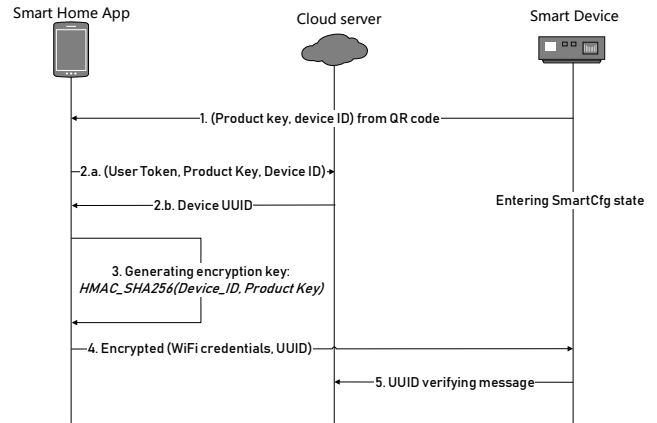 Smart Home App
Cloud server
Smart Device
1. (Product key, device ID) from QR code
2.a. (User Token, Product Key, Device ID)
2.b. Device UUID
Entering SmartCfg state
3. Generating encryption key:
HMAC_SHA256(Device_ID, Product Key)
4. Encrypted (WiFi credentials, UUID)
5. UUID verifying message